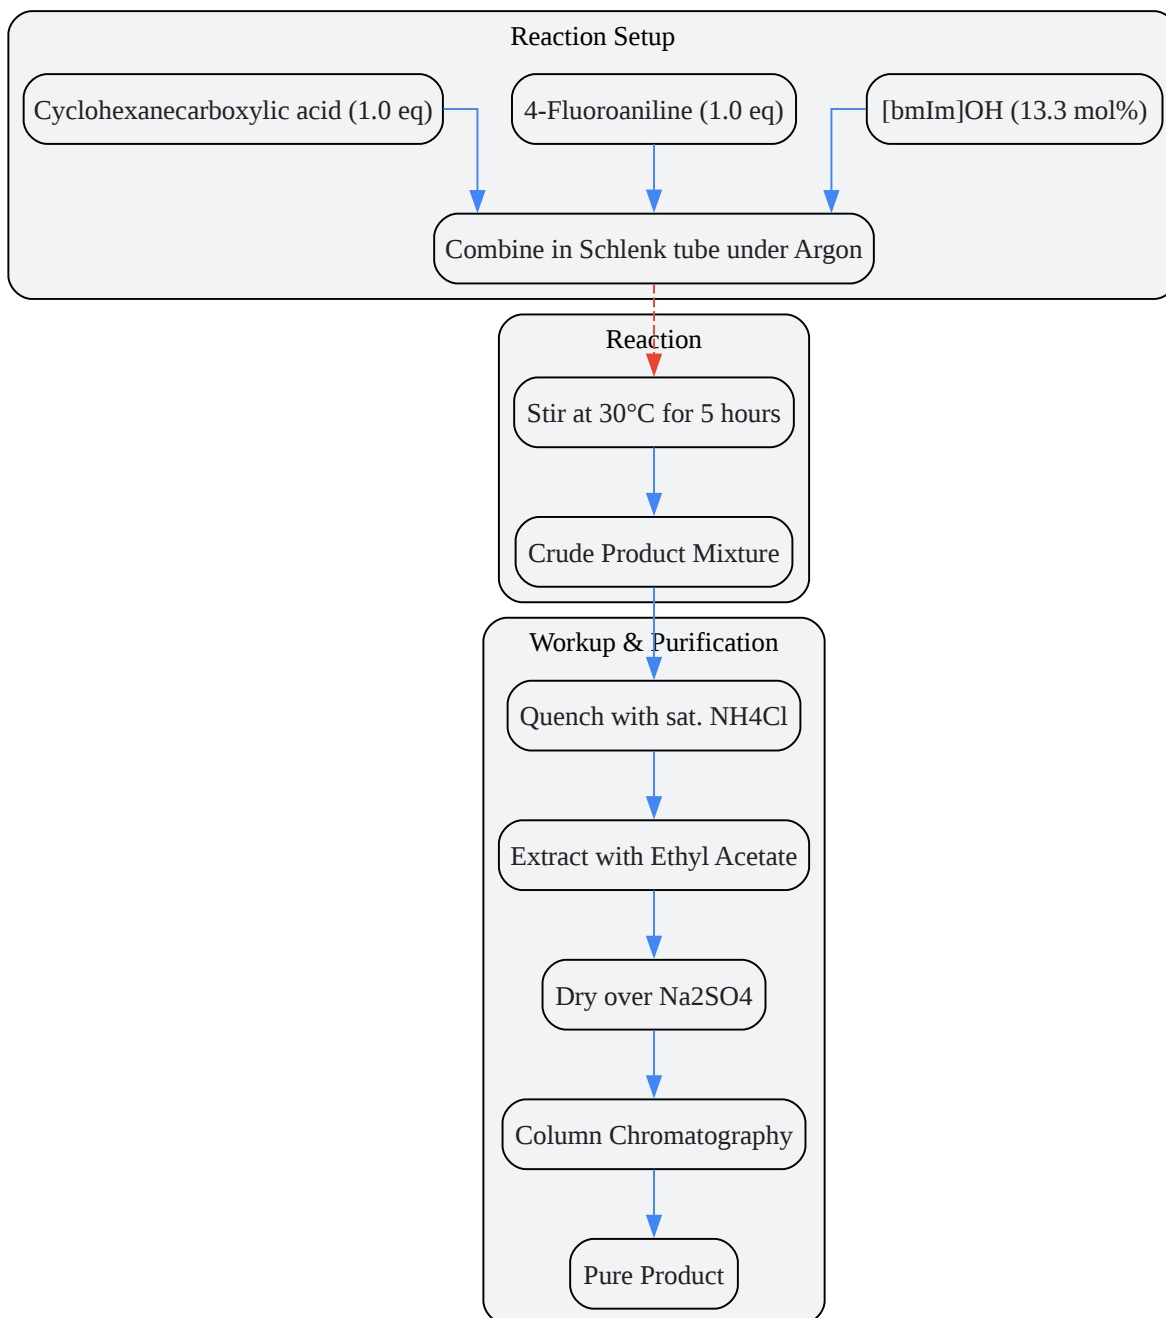 Reaction Setup
Cyclohexanecarboxylic acid (1.0 eq)
4-Fluoroaniline (1.0 eq)
[bmIm]OH (13.3 mol%)
Combine in Schlenk tube under Argon
Reaction
Stir at 30°C for 5 hours
Crude Product Mixture
Workup & Purification
Quench with sat. NH4Cl
Extract with Ethyl Acetate
Dry over Na2SO4
Column Chromatography
Pure Product